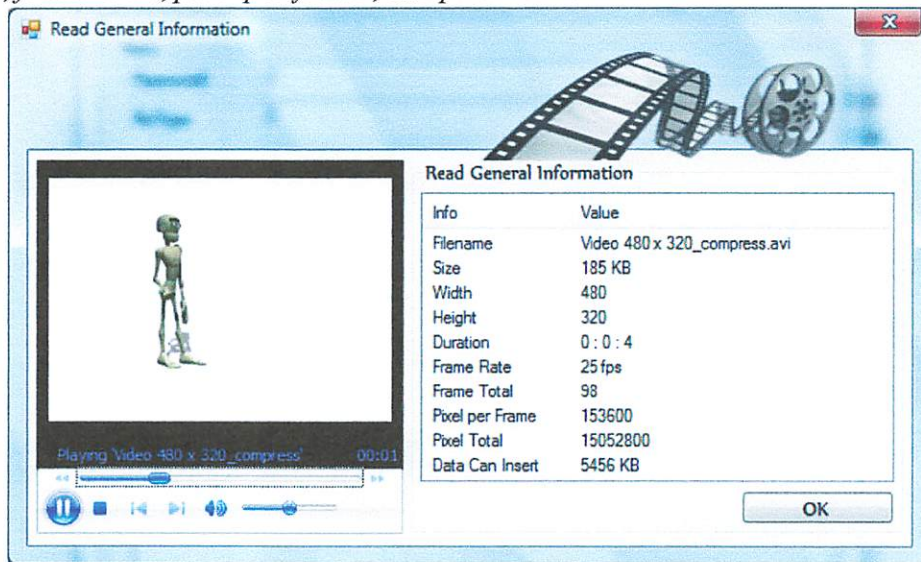 Read General Information
X
Read General Information
Info Value
Filename Video 480 x 320_compress.avi
Size 185 KB
Width 480
Height 320
Duration 0 : 0 : 4
Frame Rate 25 fps
Frame Total 98
Pixel per Frame 153600
Pixel Total 15052800
Data Can Insert 5456 KB
Playing 'Video 480 x 320_compress' 00:01
OK